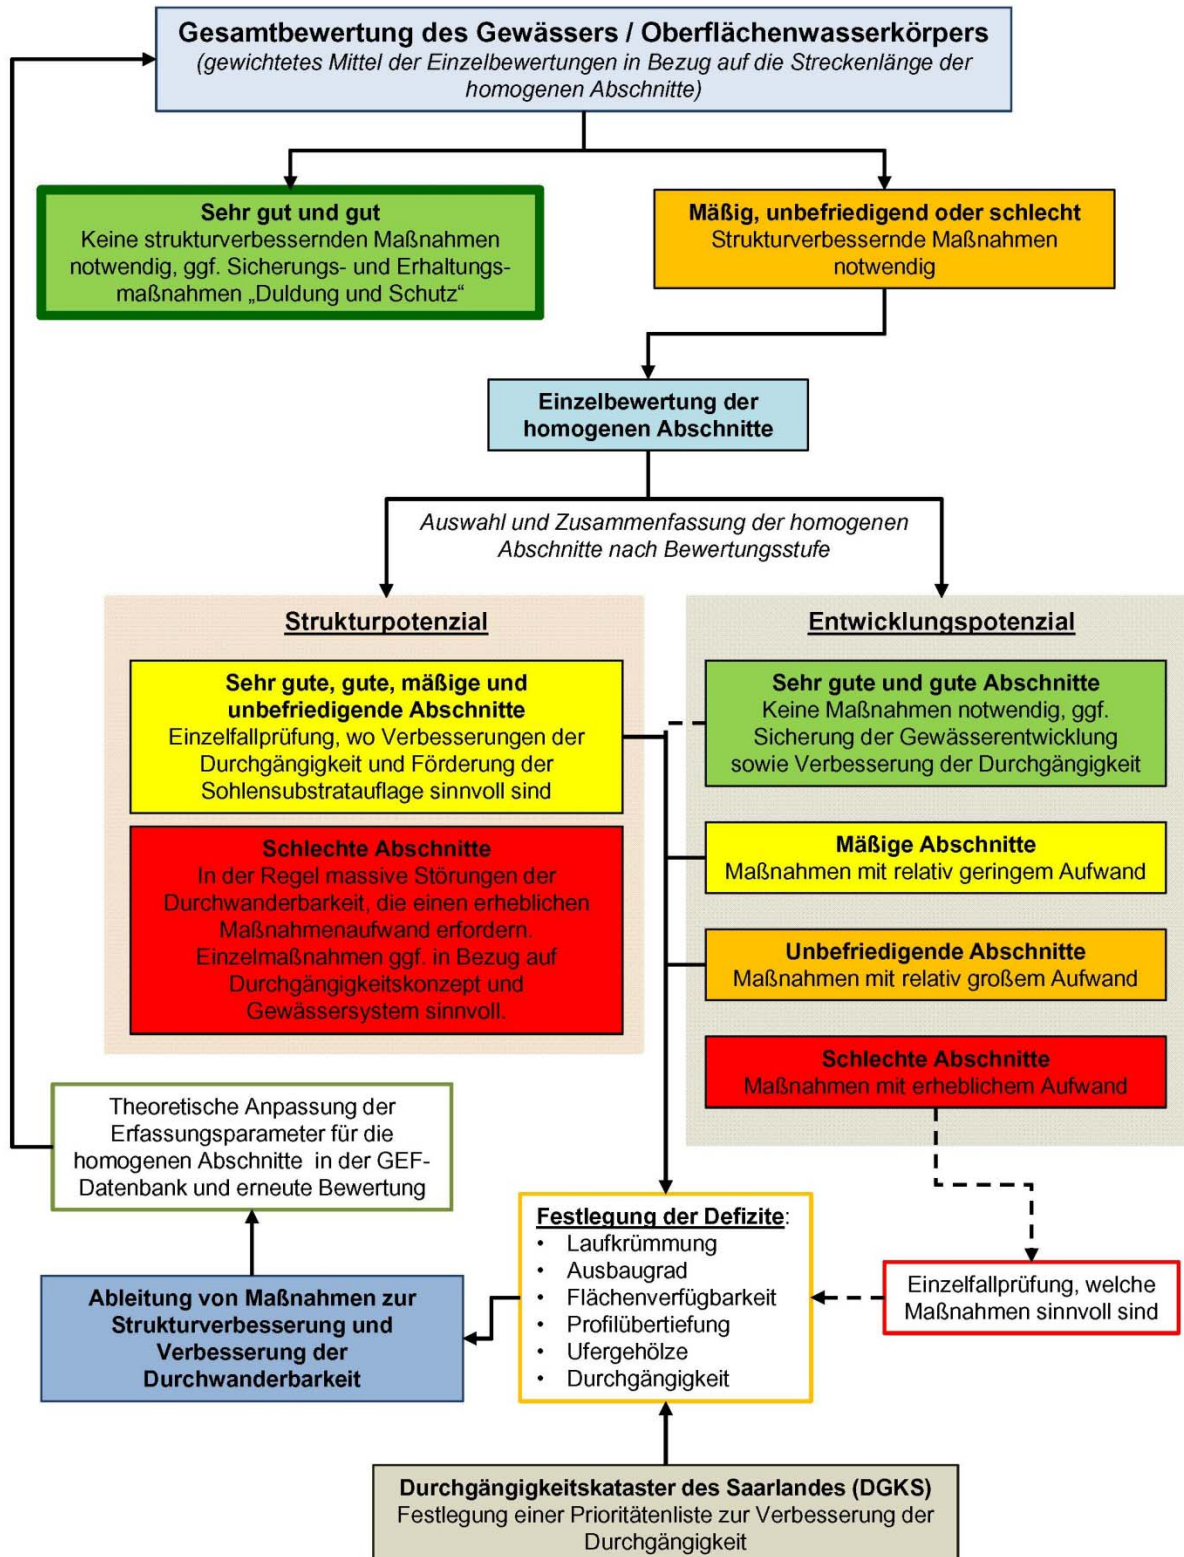 Gesamtbewertung des Gewässers / Oberflächenwasserkörpers
(gewichtetes Mittel der Einzelbewertungen in Bezug auf die Streckenlänge der
homogenen Abschnitte)
Sehr gut und gut
Keine strukturverbessernden Maßnahmen
notwendig, ggf. Sicherungs- und Erhaltungs-
maßnahmen „Duldung und Schutz“
Mäßig, unbefriedigend oder schlecht
Strukturverbessernde Maßnahmen
notwendig
Einzelbewertung der
homogenen Abschnitte
Auswahl und Zusammenfassung der homogenen
Abschnitte nach Bewertungsstufe
Strukturpotenzial
Sehr gute, gute, mäßige und
unbefriedigende Abschnitte
Einzelfallprüfung, wo Verbesserungen der
Durchgängigkeit und Förderung der
Sohlensubstratauflage sinnvoll sind
Schlechte Abschnitte
In der Regel massive Störungen der
Durchwanderbarkeit, die einen erheblichen
Maßnahmenaufwand erfordern.
Einzelmaßnahmen ggf. in Bezug auf
Durchgängigkeitskonzept und
Gewässersystem sinnvoll.
Entwicklungspotenzial
Sehr gute und gute Abschnitte
Keine Maßnahmen notwendig, ggf.
Sicherung der Gewässerentwicklung
sowie Verbesserung der Durchgängigkeit
Mäßige Abschnitte
Maßnahmen mit relativ geringem Aufwand
Unbefriedigende Abschnitte
Maßnahmen mit relativ großem Aufwand
Schlechte Abschnitte
Maßnahmen mit erheblichem Aufwand
Theoretische Anpassung der
Erfassungsparameter für die
homogenen Abschnitte in der GEF-
Datenbank und erneute Bewertung
Ableitung von Maßnahmen zur
Strukturverbesserung und
Verbesserung der
Durchwanderbarkeit
Festlegung der Defizite:
• Laufkrümmung
• Ausbaugrad
• Flächenverfügbarkeit
• Profilübertiefung
• Ufergehölze
• Durchgängigkeit
Einzelfallprüfung, welche
Maßnahmen sinnvoll sind
Durchgängigkeitskataster des Saarlandes (DGKS)
Festlegung einer Prioritätenliste zur Verbesserung der
Durchgängigkeit